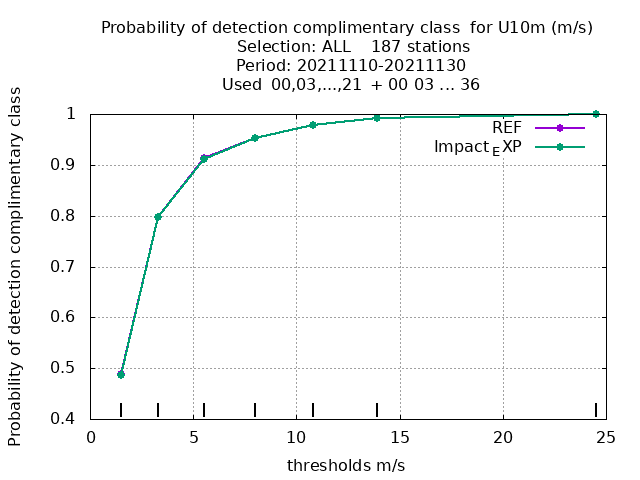 Probability of detection complimentary class  for U10m (m/s)
Selection: ALL    187 stations
Period: 20211110-20211130
Used  00,03,...,21  + 00 03 ... 36
Probability of detection complimentary class
1
0.9
0.8
0.7
0.6
0.5
0.4
REF
Impact_EXP
0 5 10 15 20 25
thresholds m/s